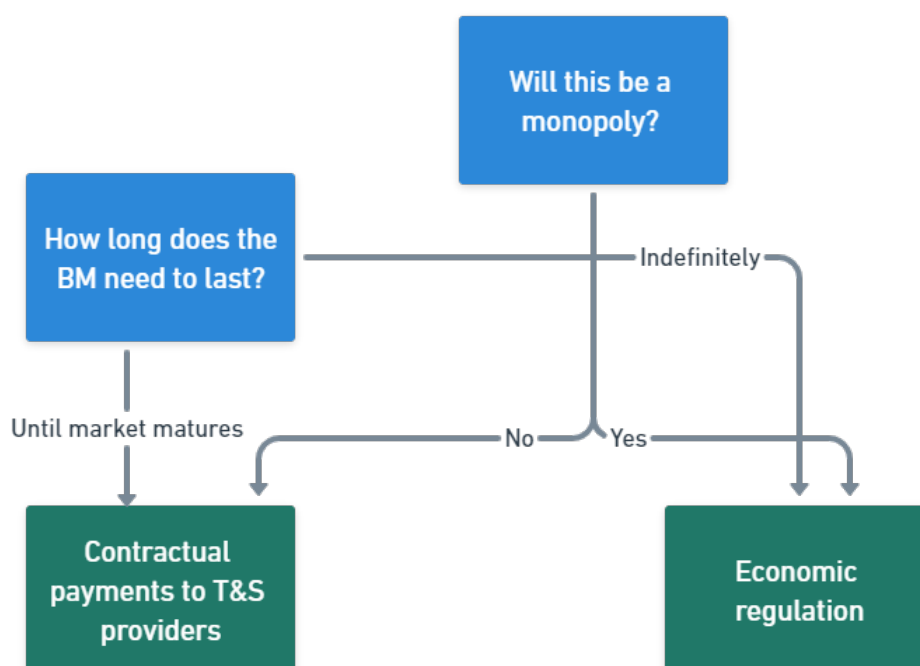 Will this be a
monopoly?
How long does the
BM need to last?
Indefinitely
Until market matures
No
Yes
Contractual
payments to T&S
providers
Economic
regulation